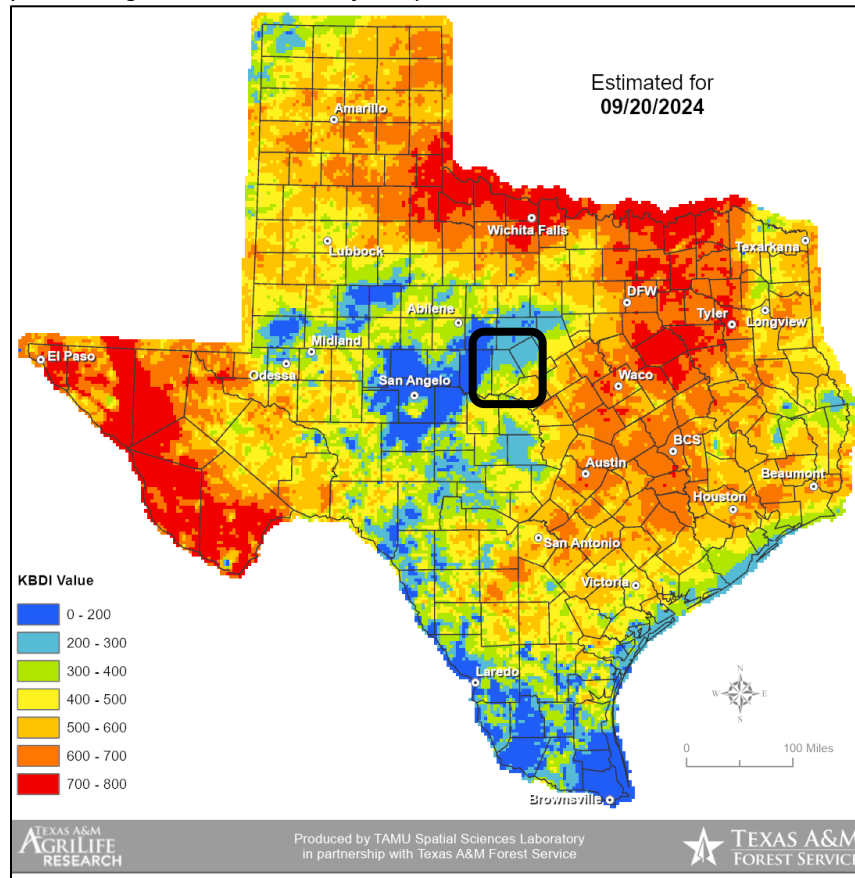 Estimated for
09/20/2024
Amarillo
Wichita Falls
Lubbock
Texarkana
DFW
Abilene
Tyler
Longview
Midland
El Paso
Odessa
San Angelo
Waco
BCS
Austin
Beaumont
Houston
San Antonio
Victoria
KBDI Value
0 - 200
200 - 300
300 - 400
400 - 500
500 - 600
600 - 700
700 - 800
Laredo
N
W E
S
0 100 Miles
Brownsville
TEXAS A&M
AGRILIFE
RESEARCH
Produced by TAMU Spatial Sciences Laboratory
in partnership with Texas A&M Forest Service
TEXAS A&M
FOREST SERVICE